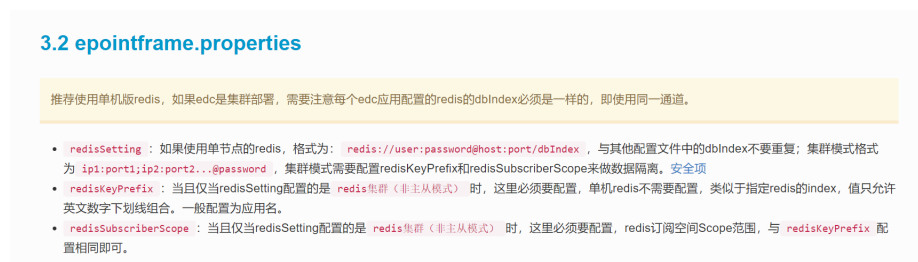 3.2 epointframe.properties
推荐使用单机版redis，如果edc是集群部署，需要注意每个edc应用配置的redis的dbIndex必须是一样的，即使用同一通道。
• redisSetting ：如果使用单节点的redis，格式为： redis://user:password@host:port/dbIndex ，与其他配置文件中的dbIndex不要重复；集群模式格式
为 ip1:port1;ip2:port2...@password ，集群模式需要配置redisKeyPrefix和redisSubscriberScope来做数据隔离。安全项
• redisKeyPrefix ：当且仅当redisSetting配置的是 redis集群（非主从模式） 时，这里必须要配置，单机redis不需要配置，类似于指定redis的index，值只允许
英文数字下划线组合。一般配置为应用名。
• redisSubscriberScope ：当且仅当redisSetting配置的是 redis集群（非主从模式） 时，这里必须要配置，redis订阅空间Scope范围，与 redisKeyPrefix 配
置相同即可。